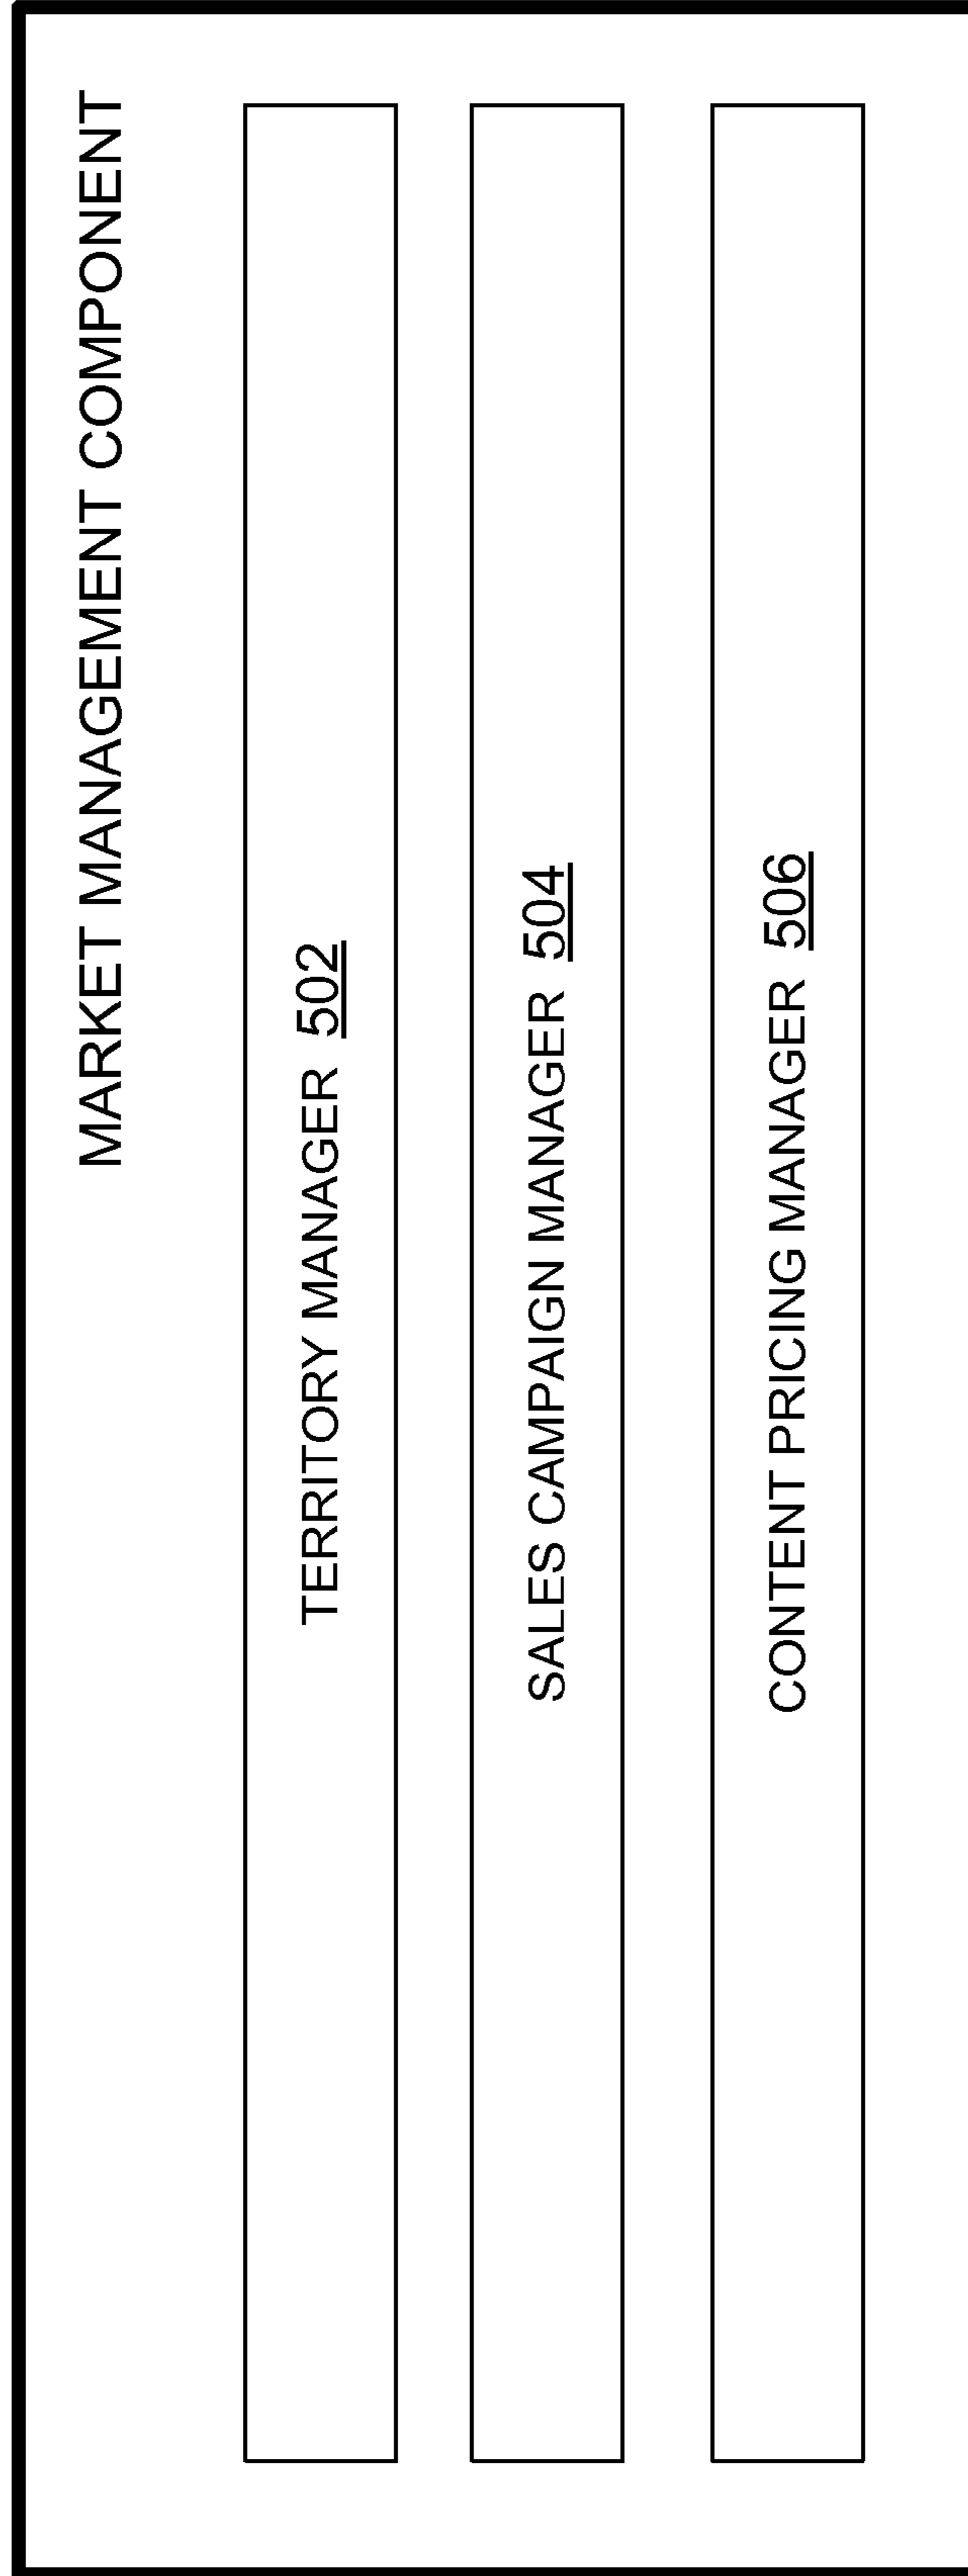 MARKET MANAGEMENT COMPONENT
TERRITORY MANAGER 502
SALES CAMPAIGN MANAGER 504
CONTENT PRICING MANAGER 506